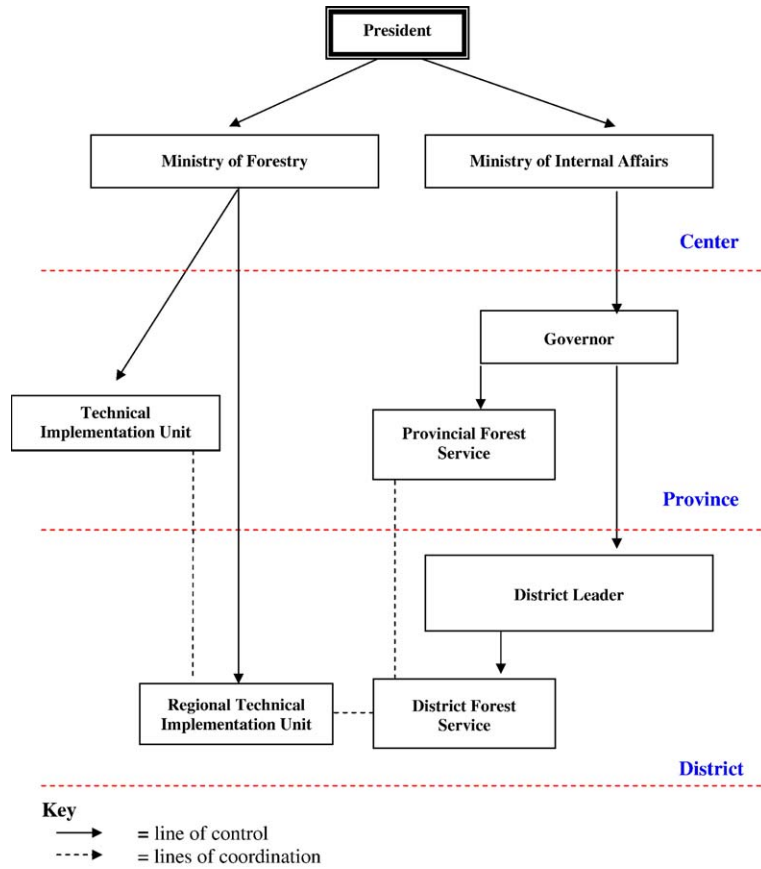 President
Ministry of Forestry
Ministry of Internal Affairs
Center
Governor
Technical
Implementation Unit
Provincial Forest
Service
Province
District Leader
Regional Technical
Implementation Unit
District Forest
Service
District
Key
= line of control
= lines of coordination